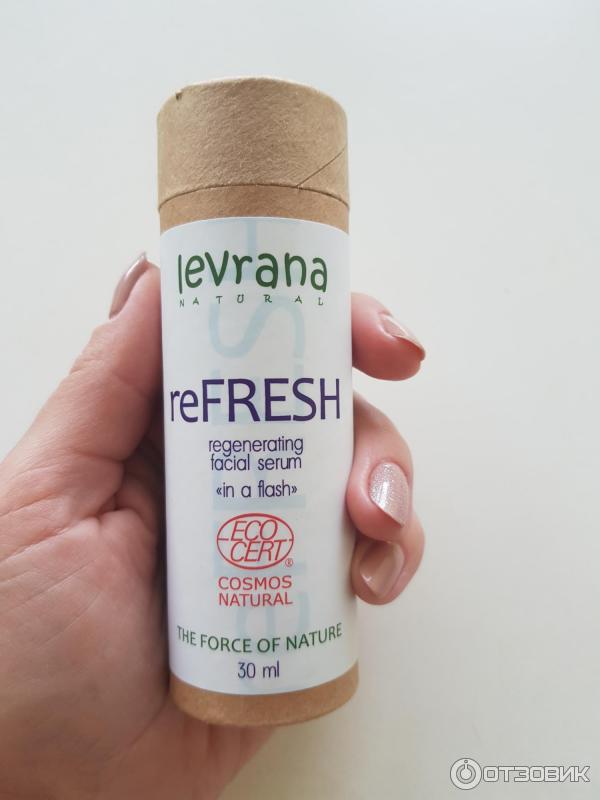 levrana
NATURAL
reFRESH
regenerating
facial serum
«in a flash»
ECO
CERT®
COSMOS
NATURAL
THE FORCE OF NATURE
30 ml
ОТЗОВИК